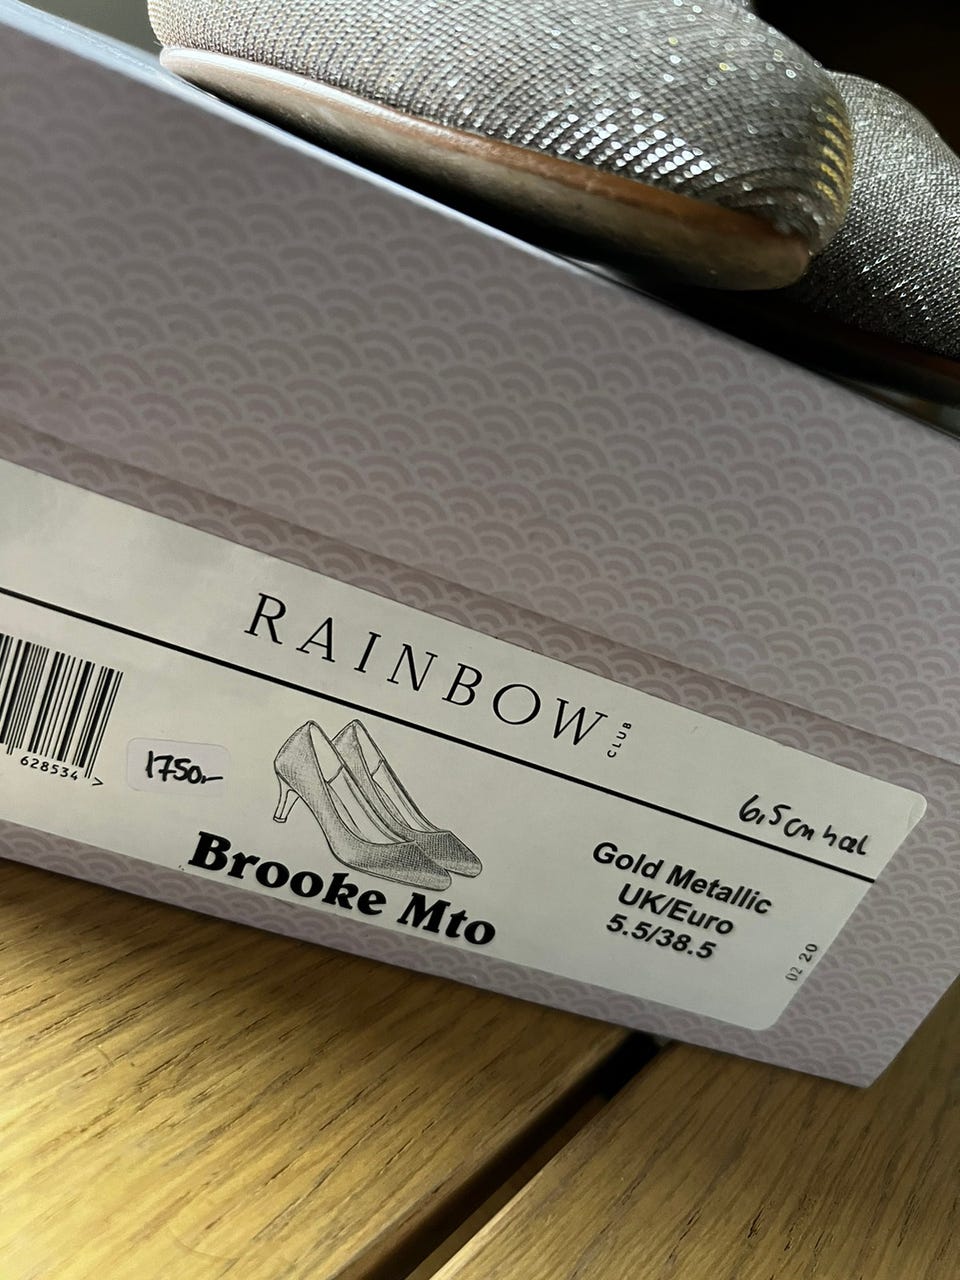 RAINBOW
CLUB
628534 >
1750,-
Brooke Mto
6,5 cm hæl
Gold Metallic
UK/Euro
5.5/38.5
02 20